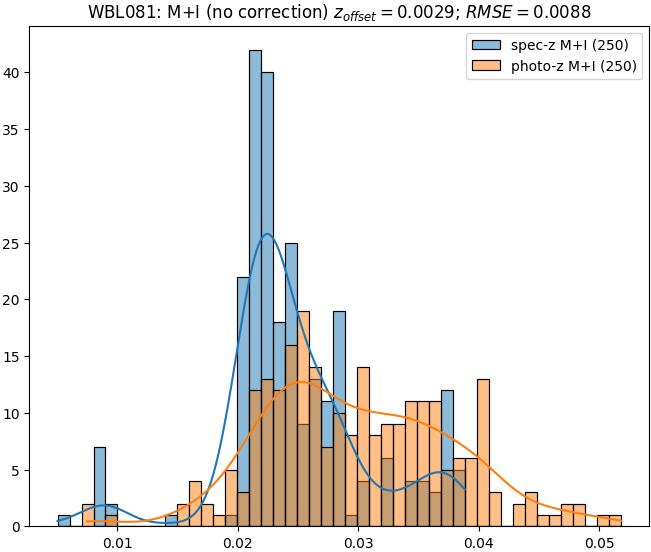 WBL081: M+I (no correction) z_offset = 0.0029; RMSE = 0.0088
spec-z M+I (250)
photo-z M+I (250)
40
35
30
25
20
15
10
5
0
0.01 0.02 0.03 0.04 0.05